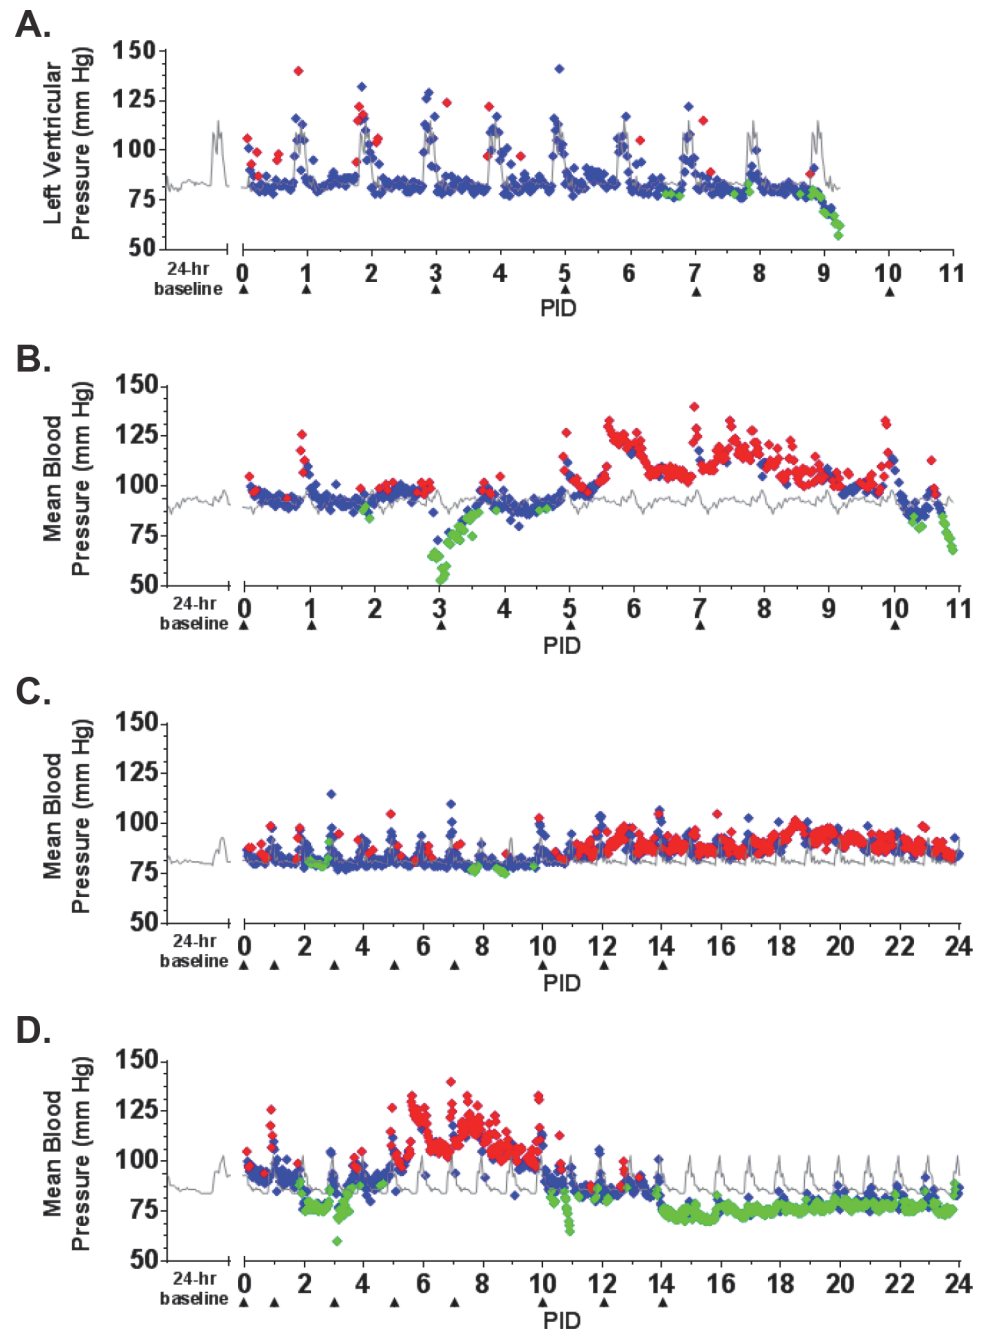 A.
Left Ventricular
Pressure (mm Hg)
150
125
100
75
50
24-hr
baseline
0 1 2 3 4 5 6 7 8 9 10 11
PID
B.
Mean Blood
Pressure (mm Hg)
150
125
100
75
50
24-hr
baseline
0 1 2 3 4 5 6 7 8 9 10 11
PID
C.
Mean Blood
Pressure (mm Hg)
150
125
100
75
50
24-hr
baseline
0 2 4 6 8 10 12 14 16 18 20 22 24
PID
D.
Mean Blood
Pressure (mm Hg)
150
125
100
75
50
24-hr
baseline
0 2 4 6 8 10 12 14 16 18 20 22 24
PID